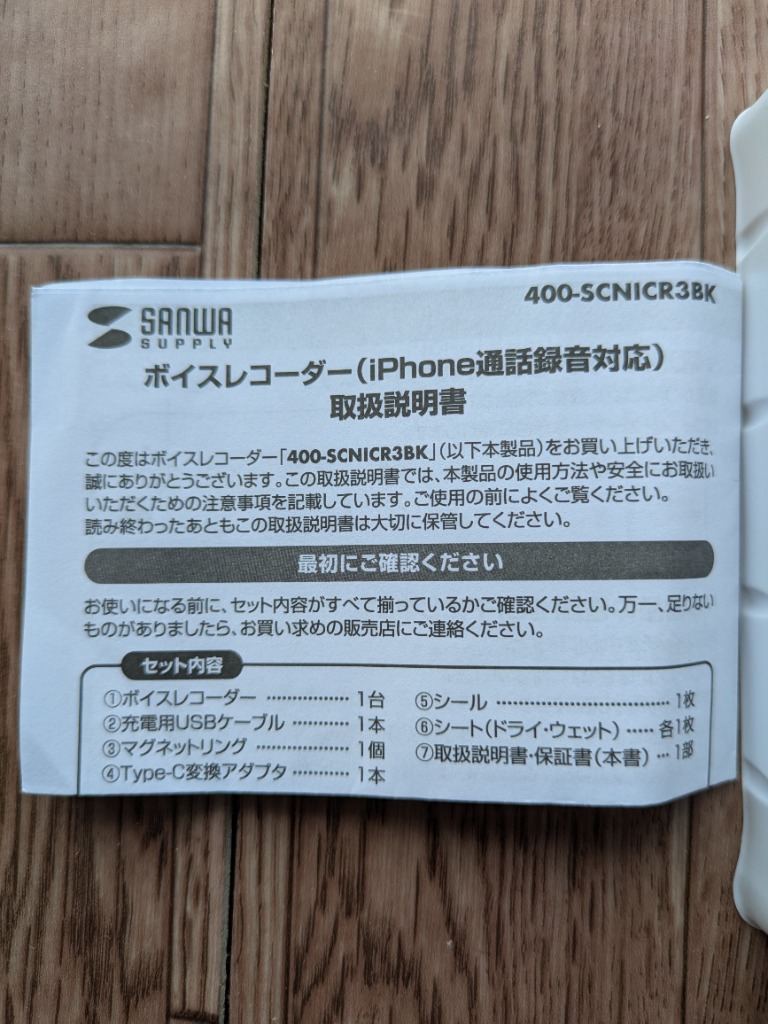 400-SCNICR3BK
SANWA
SUPPLY
ボイスレコーダー(iPhone通話録音対応)
取扱説明書
この度はボイスレコーダー「400-SCNICR3BK」(以下本製品)をお買い上げいただき、
誠にありがとうございます。この取扱説明書では、本製品の使用方法や安全にお取扱い
いただくための注意事項を記載しています。ご使用の前によくご覧ください。
読み終わったあともこの取扱説明書は大切に保管してください。
最初にご確認ください
お使いになる前に、セット内容がすべて揃っているかご確認ください。万一、足りない
ものがありましたら、お買い求めの販売店にご連絡ください。
セット内容
①ボイスレコーダー ……………… 1台
②充電用USBケーブル ………… 1本
③マグネットリング ……………… 1個
④Type-C変換アダプタ ………… 1本
⑤シール ……………………………… 1枚
⑥シート(ドライ・ウェット) …… 各1枚
⑦取扱説明書・保証書(本書) … 1部